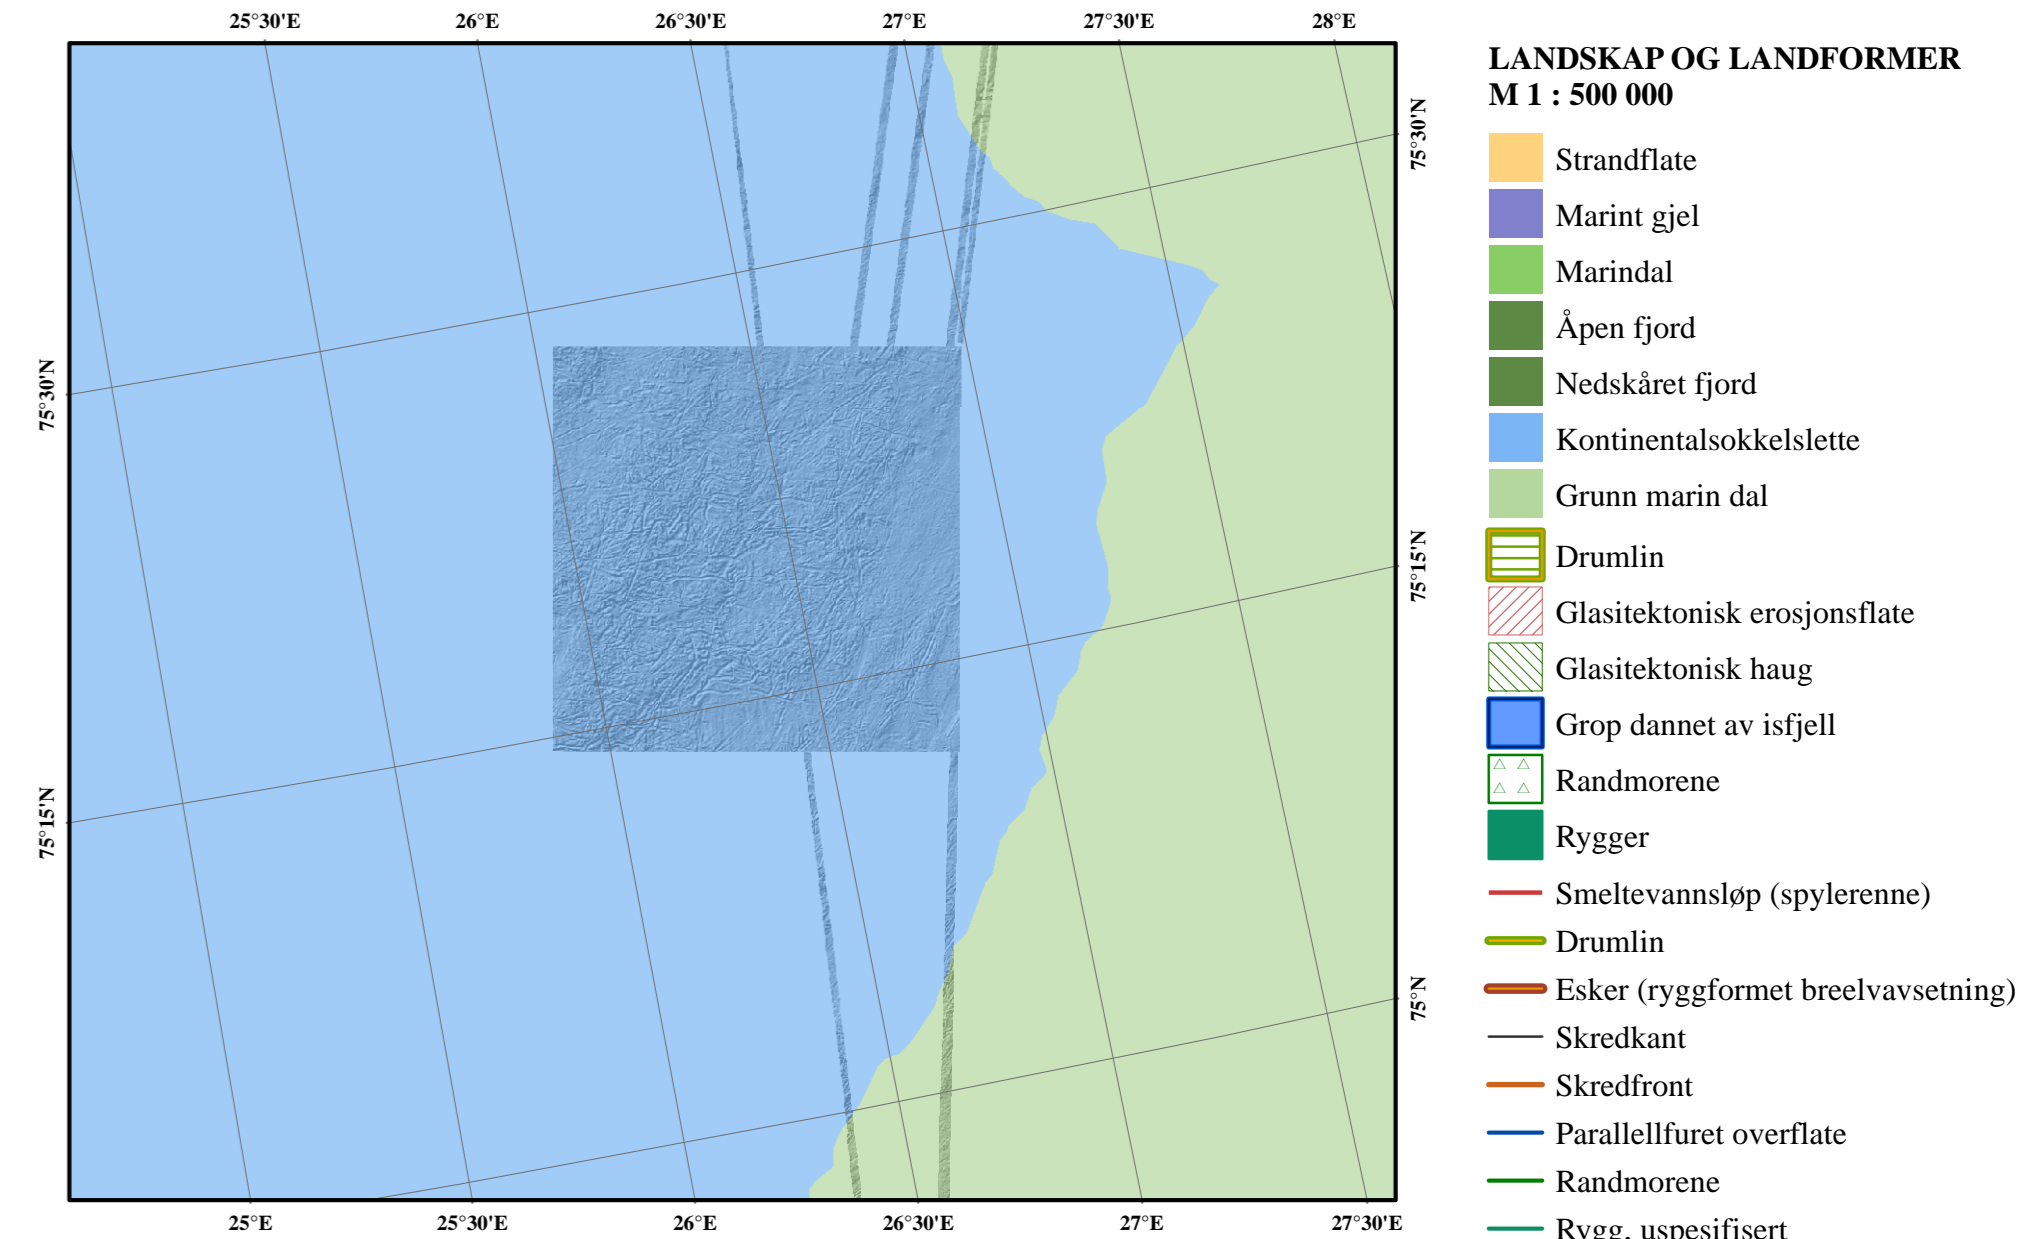 25°30'E 26°E 26°30'E 27°E 27°30'E 28°E
75°30'N
75°15'N
75°30'N
75°15'N
75°N
25°E 25°30'E 26°E 26°30'E 27°E 27°30'E
LANDSKAP OG LANDFORMER
M 1 : 500 000
Strandflate
Marint gjel
Marindal
Åpen fjord
Nedskåret fjord
Kontinentalsokkelslette
Grunn marin dal
Drumlin
Glasitektonisk erosjonsflate
Glasitektonisk haug
Grop dannet av isfjell
Randmorene
Rygger
Smeltevannsløp (spylerenne)
Drumlin
Esker (ryggformet breelvavsetning)
Skredkant
Skredfront
Parallellfuret overflate
Randmorene
Rygg, uspesifisert